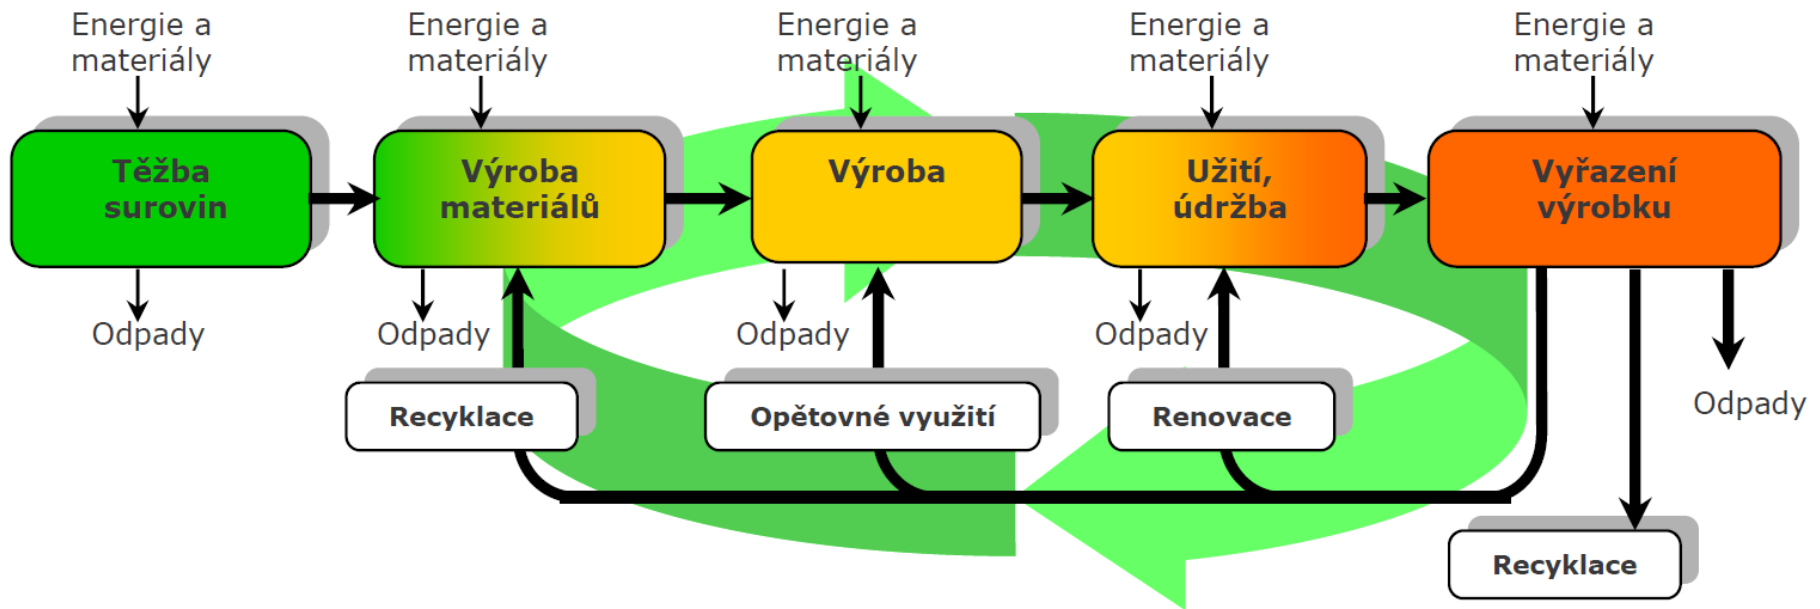 Energie a
materiály
Energie a
materiály
Energie a
materiály
Energie a
materiály
Energie a
materiály
Těžba
surovin
Výroba
materiálů
Výroba
Užití,
údržba
Vyřazení
výrobku
Odpady
Odpady
Odpady
Odpady
Odpady
Recyklace
Opětovné využití
Renovace
Recyklace